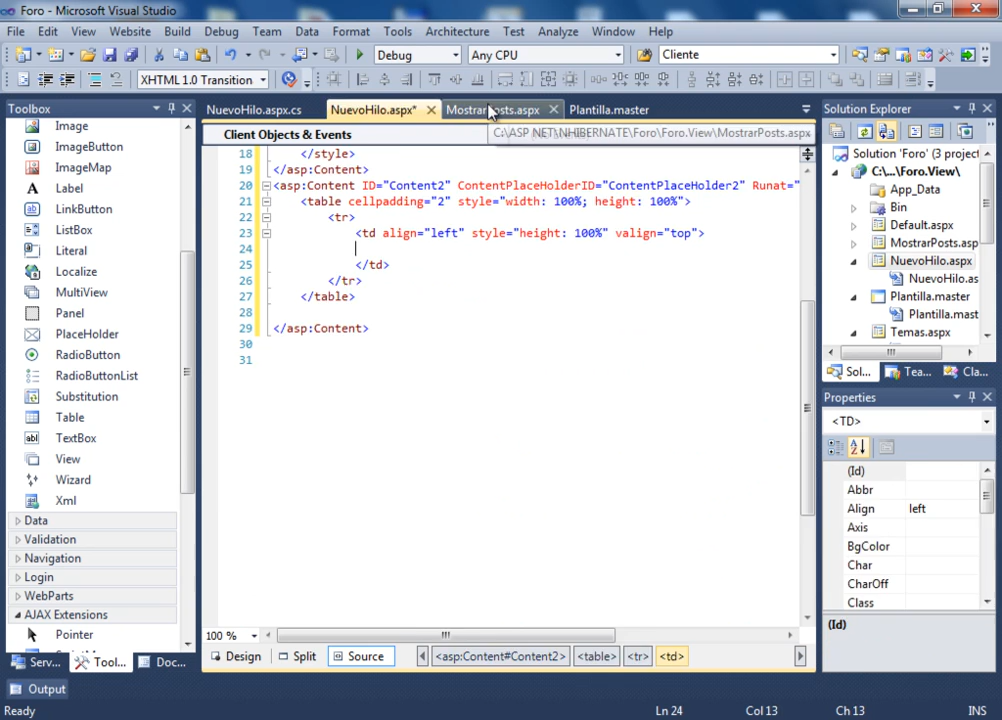 Foro - Microsoft Visual Studio
File Edit View Website Build Debug Team Data Format Tools Architecture Test Analyze Window Help
Debug Any CPU Cliente
XHTML 1.0 Transition
Toolbox
Image
ImageButton
ImageMap
A Label
LinkButton
ListBox
Literal
Localize
MultiView
Panel
PlaceHolder
RadioButton
RadioButtonList
Substitution
Table
abl TextBox
View
Wizard
Xml
Data
Validation
Navigation
Login
WebParts
AJAX Extensions
Pointer
Serv... Tool... Doc...
Output
Ready
NuevoHilo.aspx.cs NuevoHilo.aspx* MostrarPosts.aspx Plantilla.master
Client Objects & Events
C:\ASP NET\NHIBERNATE\Foro\Foro.View\MostrarPosts.aspx
18 </style>
19 </asp:Content>
20 <asp:Content ID="Content2" ContentPlaceHolderID="ContentPlaceHolder2" Runat="
21 <table cellpadding="2" style="width: 100%; height: 100%">
22 <tr>
23 <td align="left" style="height: 100%" valign="top">
24
25 </td>
26 </tr>
27 </table>
28
29 </asp:Content>
30
31
100 %
Design Split Source <asp:Content#Content2> <table> <tr> <td>
Ln 24 Col 13 Ch 13 INS
Solution Explorer
Solution 'Foro' (3 project
C:\...\Foro.View\
App_Data
Bin
Default.aspx
MostrarPosts.asp
NuevoHilo.aspx
NuevoHilo.as
Plantilla.master
Plantilla.mast
Temas.aspx
Sol... Tea... Cla...
Properties
<TD>
(Id)
Abbr
Align left
Axis
BgColor
Char
CharOff
Class
(Id)